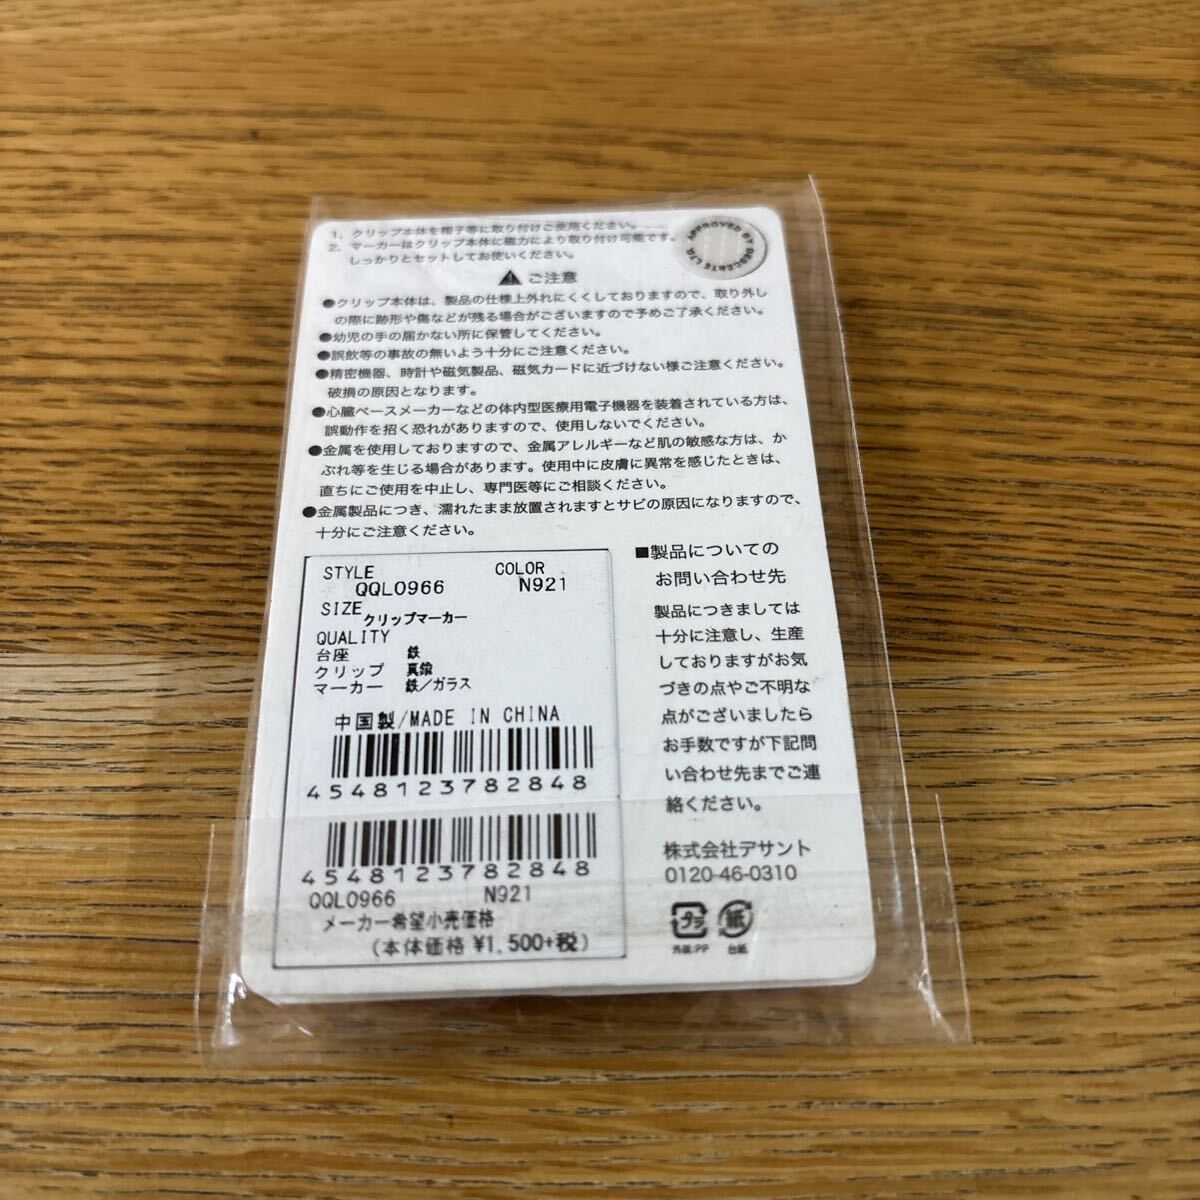 1、クリップ本体を帽子等に取り付けご使用ください。
2、マーカーはクリップ本体に磁力により取り付け可能です。
しっかりとセットしてお使いください。
APPROVED BY DESCENTE LTD.
ご注意
●クリップ本体は、製品の仕様上外れにくくしておりますので、取り外し
の際に跡形や傷などが残る場合がございますので予めご了承ください。
●幼児の手の届かない所に保管してください。
●誤飲等の事故の無いよう十分にご注意ください。
●精密機器、時計や磁気製品、磁気カードに近づけない様ご注意ください。
破損の原因となります。
●心臓ペースメーカーなどの体内型医療用電子機器を装着されている方は、
誤動作を招く恐れがありますので、使用しないでください。
●金属を使用しておりますので、金属アレルギーなど肌の敏感な方は、か
ぶれ等を生じる場合があります。使用中に皮膚に異常を感じたときは、
直ちにご使用を中止し、専門医等にご相談ください。
●金属製品につき、濡れたまま放置されますとサビの原因になりますので、
十分にご注意ください。
STYLE COLOR
QQL0966 N921
SIZE
クリップマーカー
QUALITY
台座 鉄
クリップ 真鍮
マーカー 鉄／ガラス
中国製/MADE IN CHINA
4548123782848
4548123782848
QQL0966 N921
メーカー希望小売価格
(本体価格 ¥1,500+税)
■製品についての
お問い合わせ先
製品につきましては
十分に注意し、生産
しておりますがお気
づきの点やご不明な
点がございましたら
お手数ですが下記問
い合わせ先までご連
絡ください。
株式会社デサント
0120-46-0310
プラ 紙
外装:PP 台紙